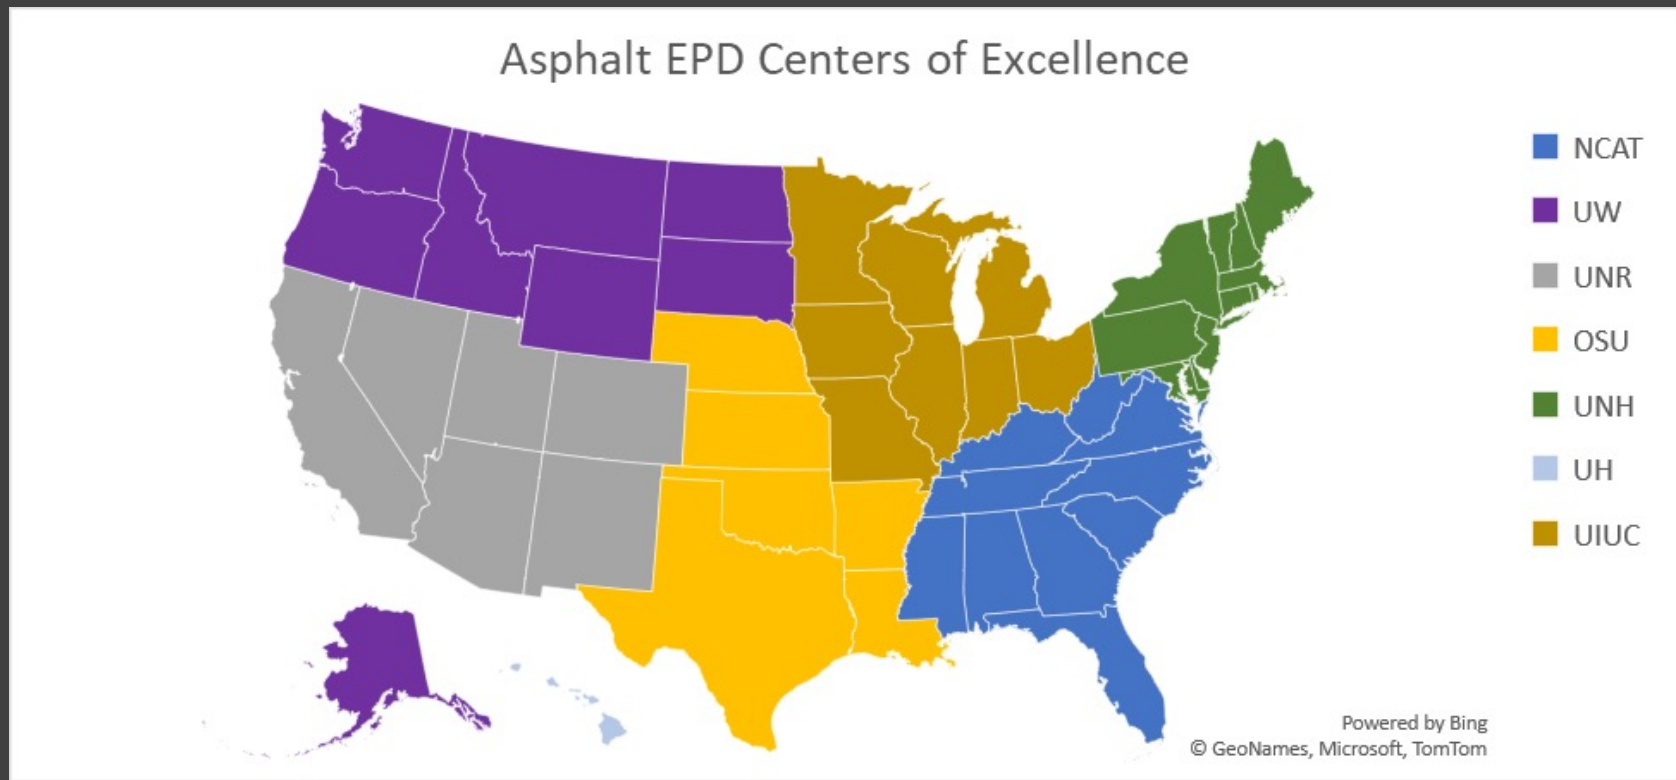 Asphalt EPD Centers of Excellence
NCAT
UW
UNR
OSU
UNH
UH
UIUC
Powered by Bing
© GeoNames, Microsoft, TomTom